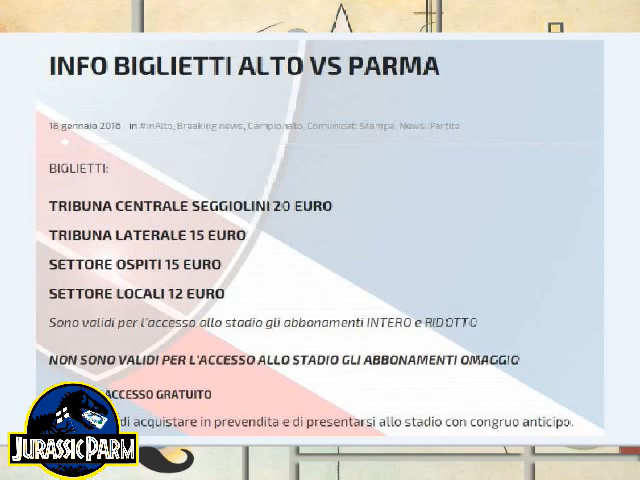 INFO BIGLIETTI ALTO VS PARMA
18 gennaio 2016 in #inAlto, Breaking news, Campionato, Comunicati Stampa, News, Partite
BIGLIETTI:
TRIBUNA CENTRALE SEGGIOLINI 20 EURO
TRIBUNA LATERALE 15 EURO
SETTORE OSPITI 15 EURO
SETTORE LOCALI 12 EURO
Sono validi per l'accesso allo stadio gli abbonamenti INTERO e RIDOTTO
NON SONO VALIDI PER L'ACCESSO ALLO STADIO GLI ABBONAMENTI OMAGGIO
ACCESSO GRATUITO
di acquistare in prevendita e di presentarsi allo stadio con congruo anticipo.
JURASSIC PARM